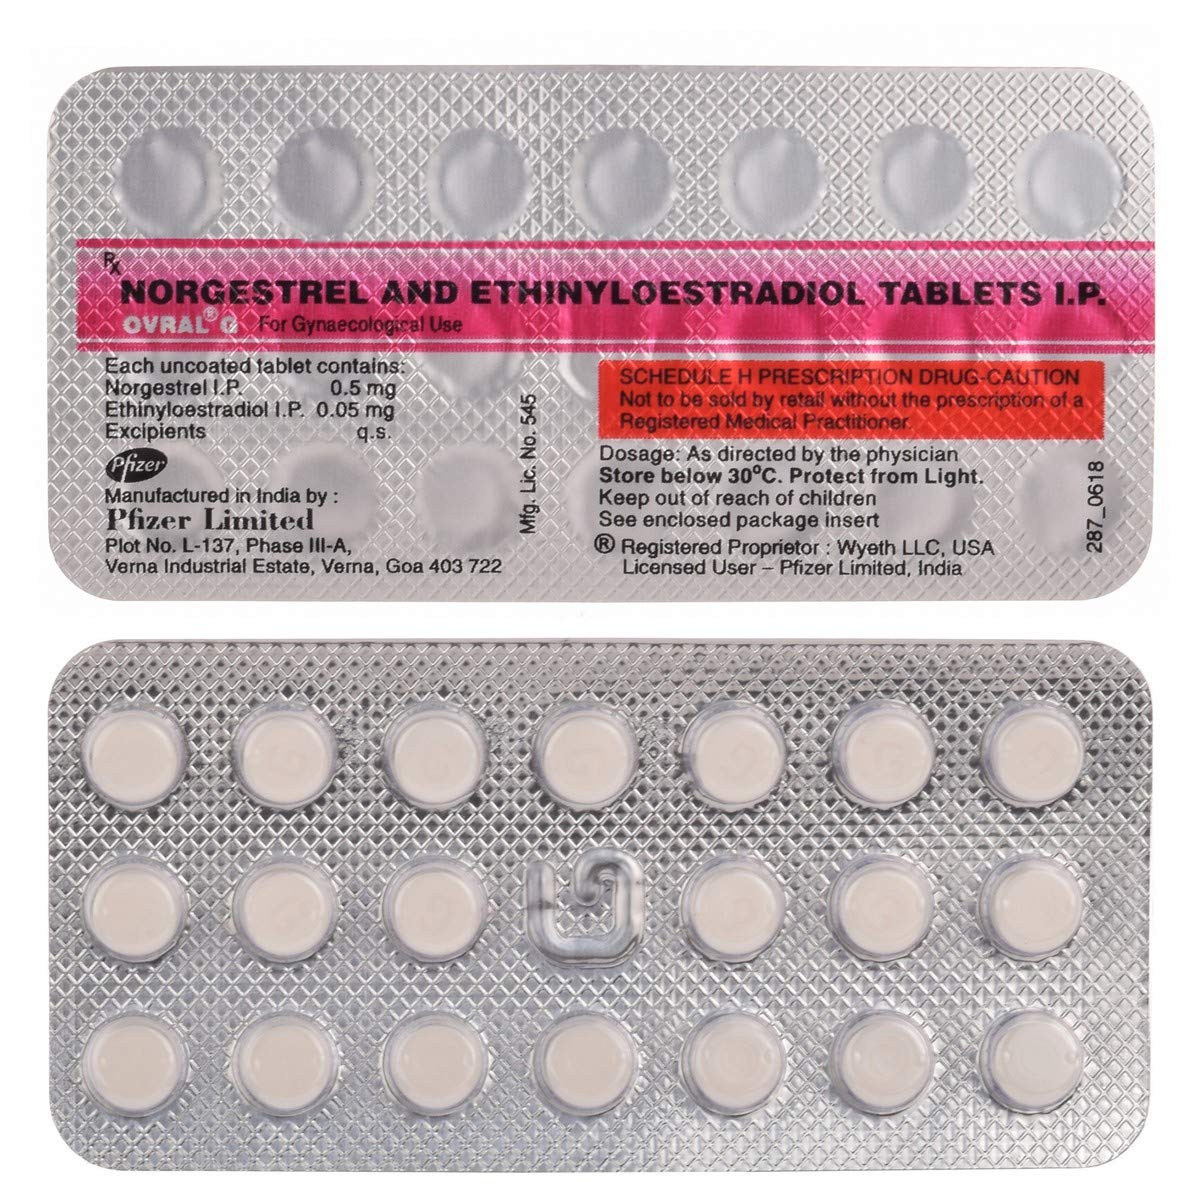 Rx
NORGESTREL AND ETHINYLOESTRADIOL TABLETS I.P.
OVRAL® G For Gynaecological Use
Each uncoated tablet contains:
Norgestrel I.P. 0.5 mg
Ethinyloestradiol I.P. 0.05 mg
Excipients q.s.
Pfizer
Manufactured in India by :
Pfizer Limited
Plot No. L-137, Phase III-A,
Verna Industrial Estate, Verna, Goa 403 722
Mfg. Lic. No. 545
SCHEDULE H PRESCRIPTION DRUG-CAUTION
Not to be sold by retail without the prescription of a
Registered Medical Practitioner.
Dosage: As directed by the physician
Store below 30°C. Protect from Light.
Keep out of reach of children
See enclosed package insert
® Registered Proprietor : Wyeth LLC, USA
Licensed User – Pfizer Limited, India
287_0618